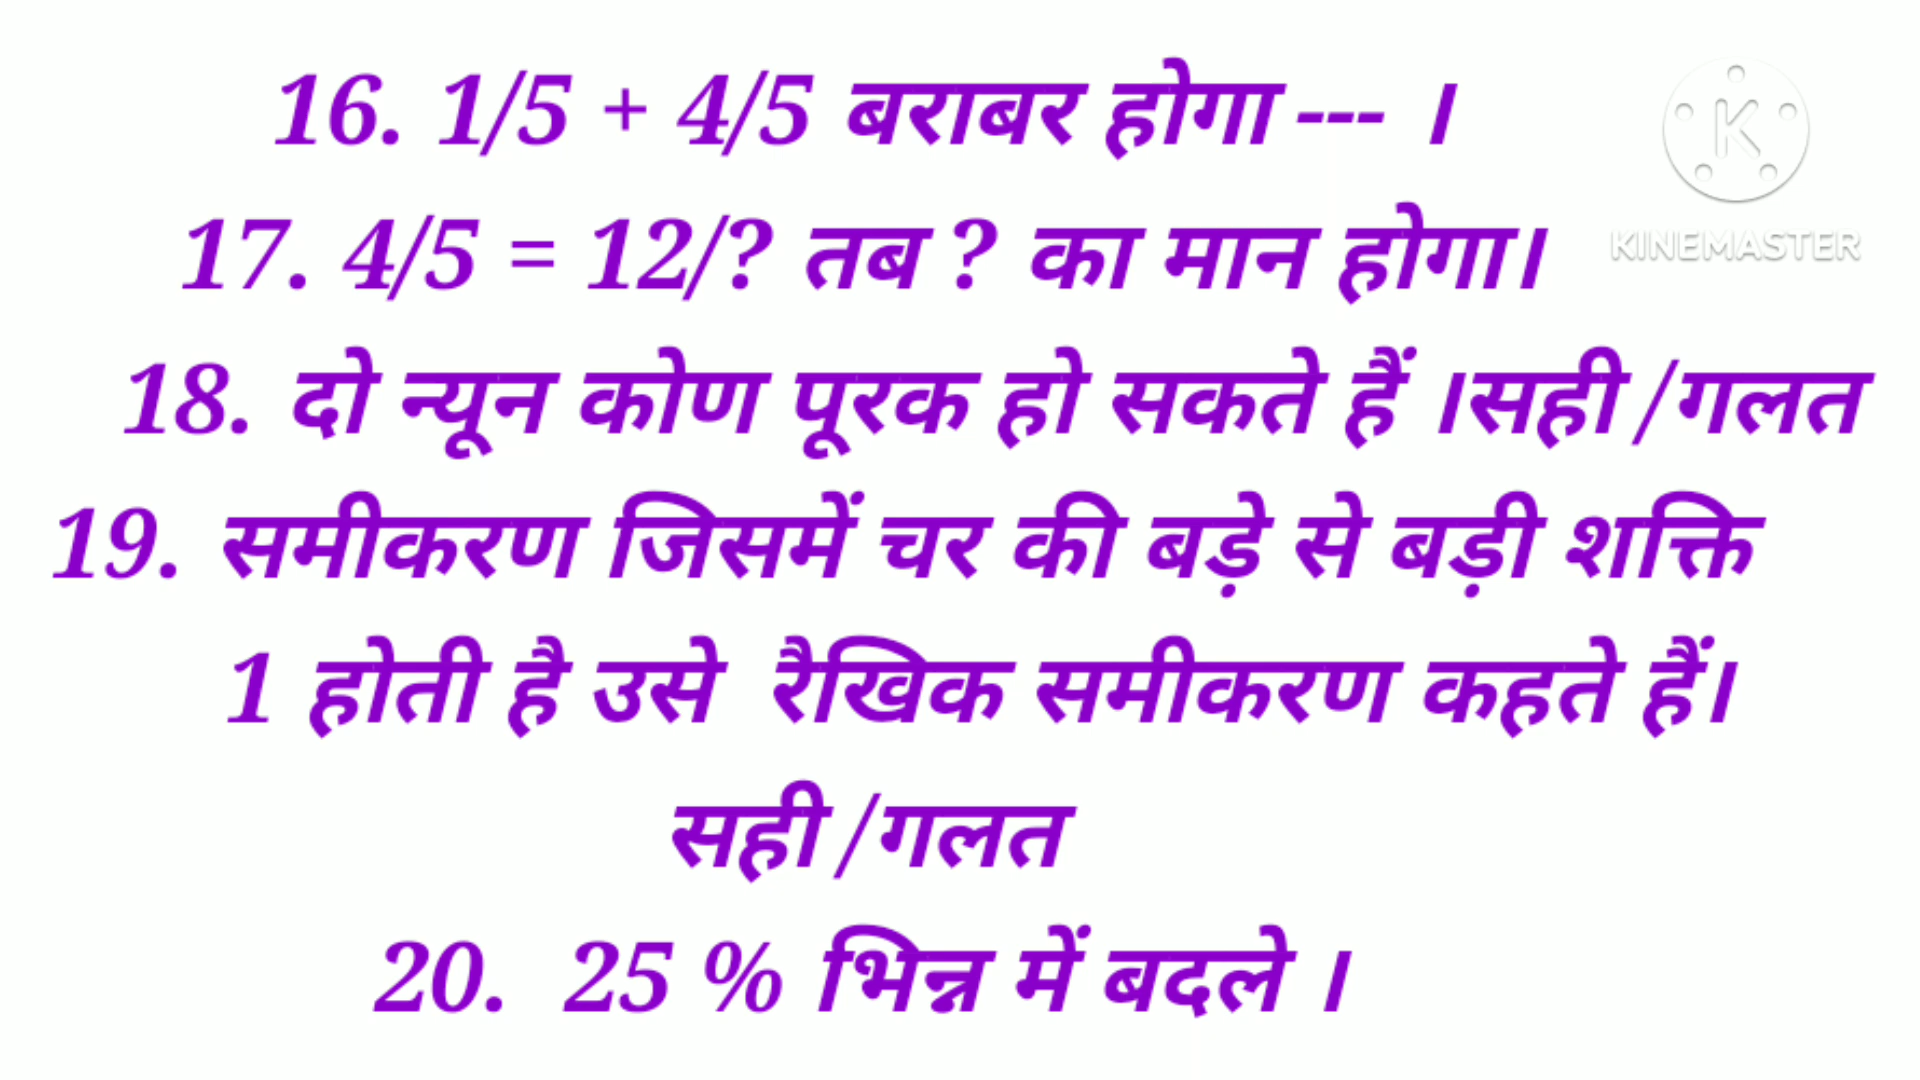 16. 1/5 + 4/5 बराबर होगा --- ।
17. 4/5 = 12/? तब ? का मान होगा।
18. दो न्यून कोण पूरक हो सकते हैं ।सही /गलत
19. समीकरण जिसमें चर की बड़े से बड़ी शक्ति
1 होती है उसे रैखिक समीकरण कहते हैं।
सही /गलत
20. 25 % भिन्न में बदले ।
K
KINEMASTER